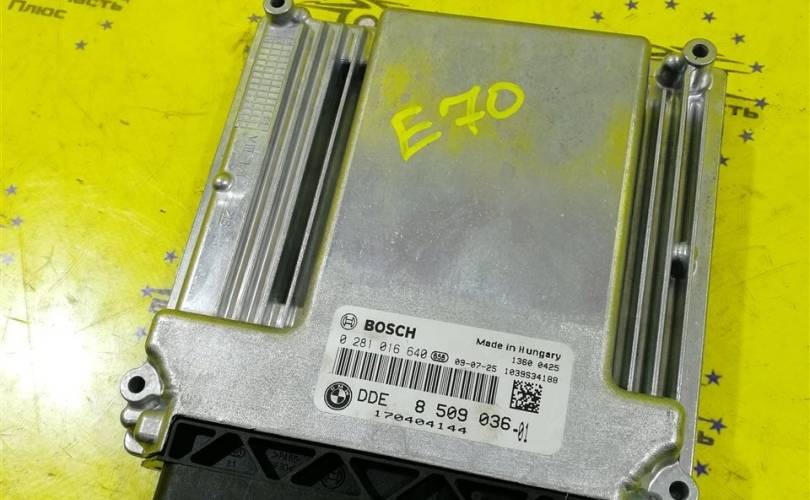 Плюс
E70
BOSCH
Made in Hungary
0 281 016 640 658 09-07-25
1360 0425
1039S34188
DDE 8 509 036-01
170404144